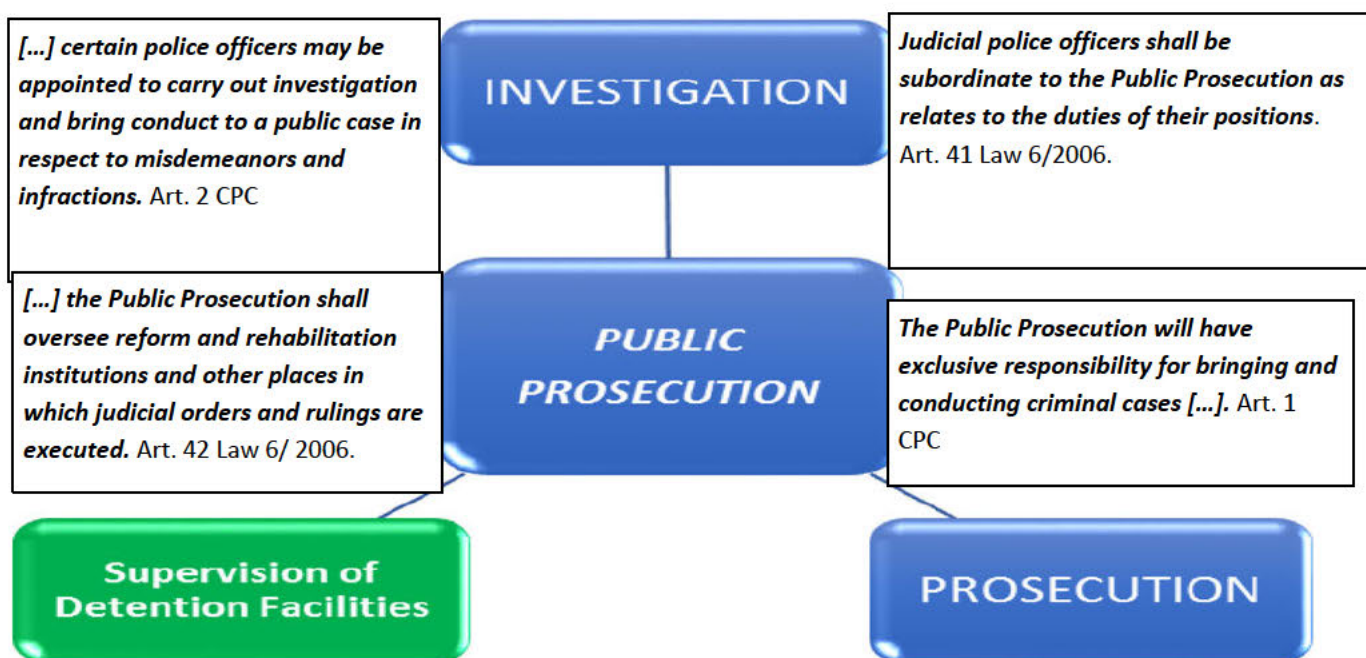 […] certain police officers may be
appointed to carry out investigation
and bring conduct to a public case in
respect to misdemeanors and
infractions. Art. 2 CPC
INVESTIGATION
Judicial police officers shall be
subordinate to the Public Prosecution as
relates to the duties of their positions.
Art. 41 Law 6/2006.
[…] the Public Prosecution shall
oversee reform and rehabilitation
institutions and other places in
which judicial orders and rulings are
executed. Art. 42 Law 6/ 2006.
PUBLIC
PROSECUTION
The Public Prosecution will have
exclusive responsibility for bringing and
conducting criminal cases […]. Art. 1
CPC
Supervision of
Detention Facilities
PROSECUTION